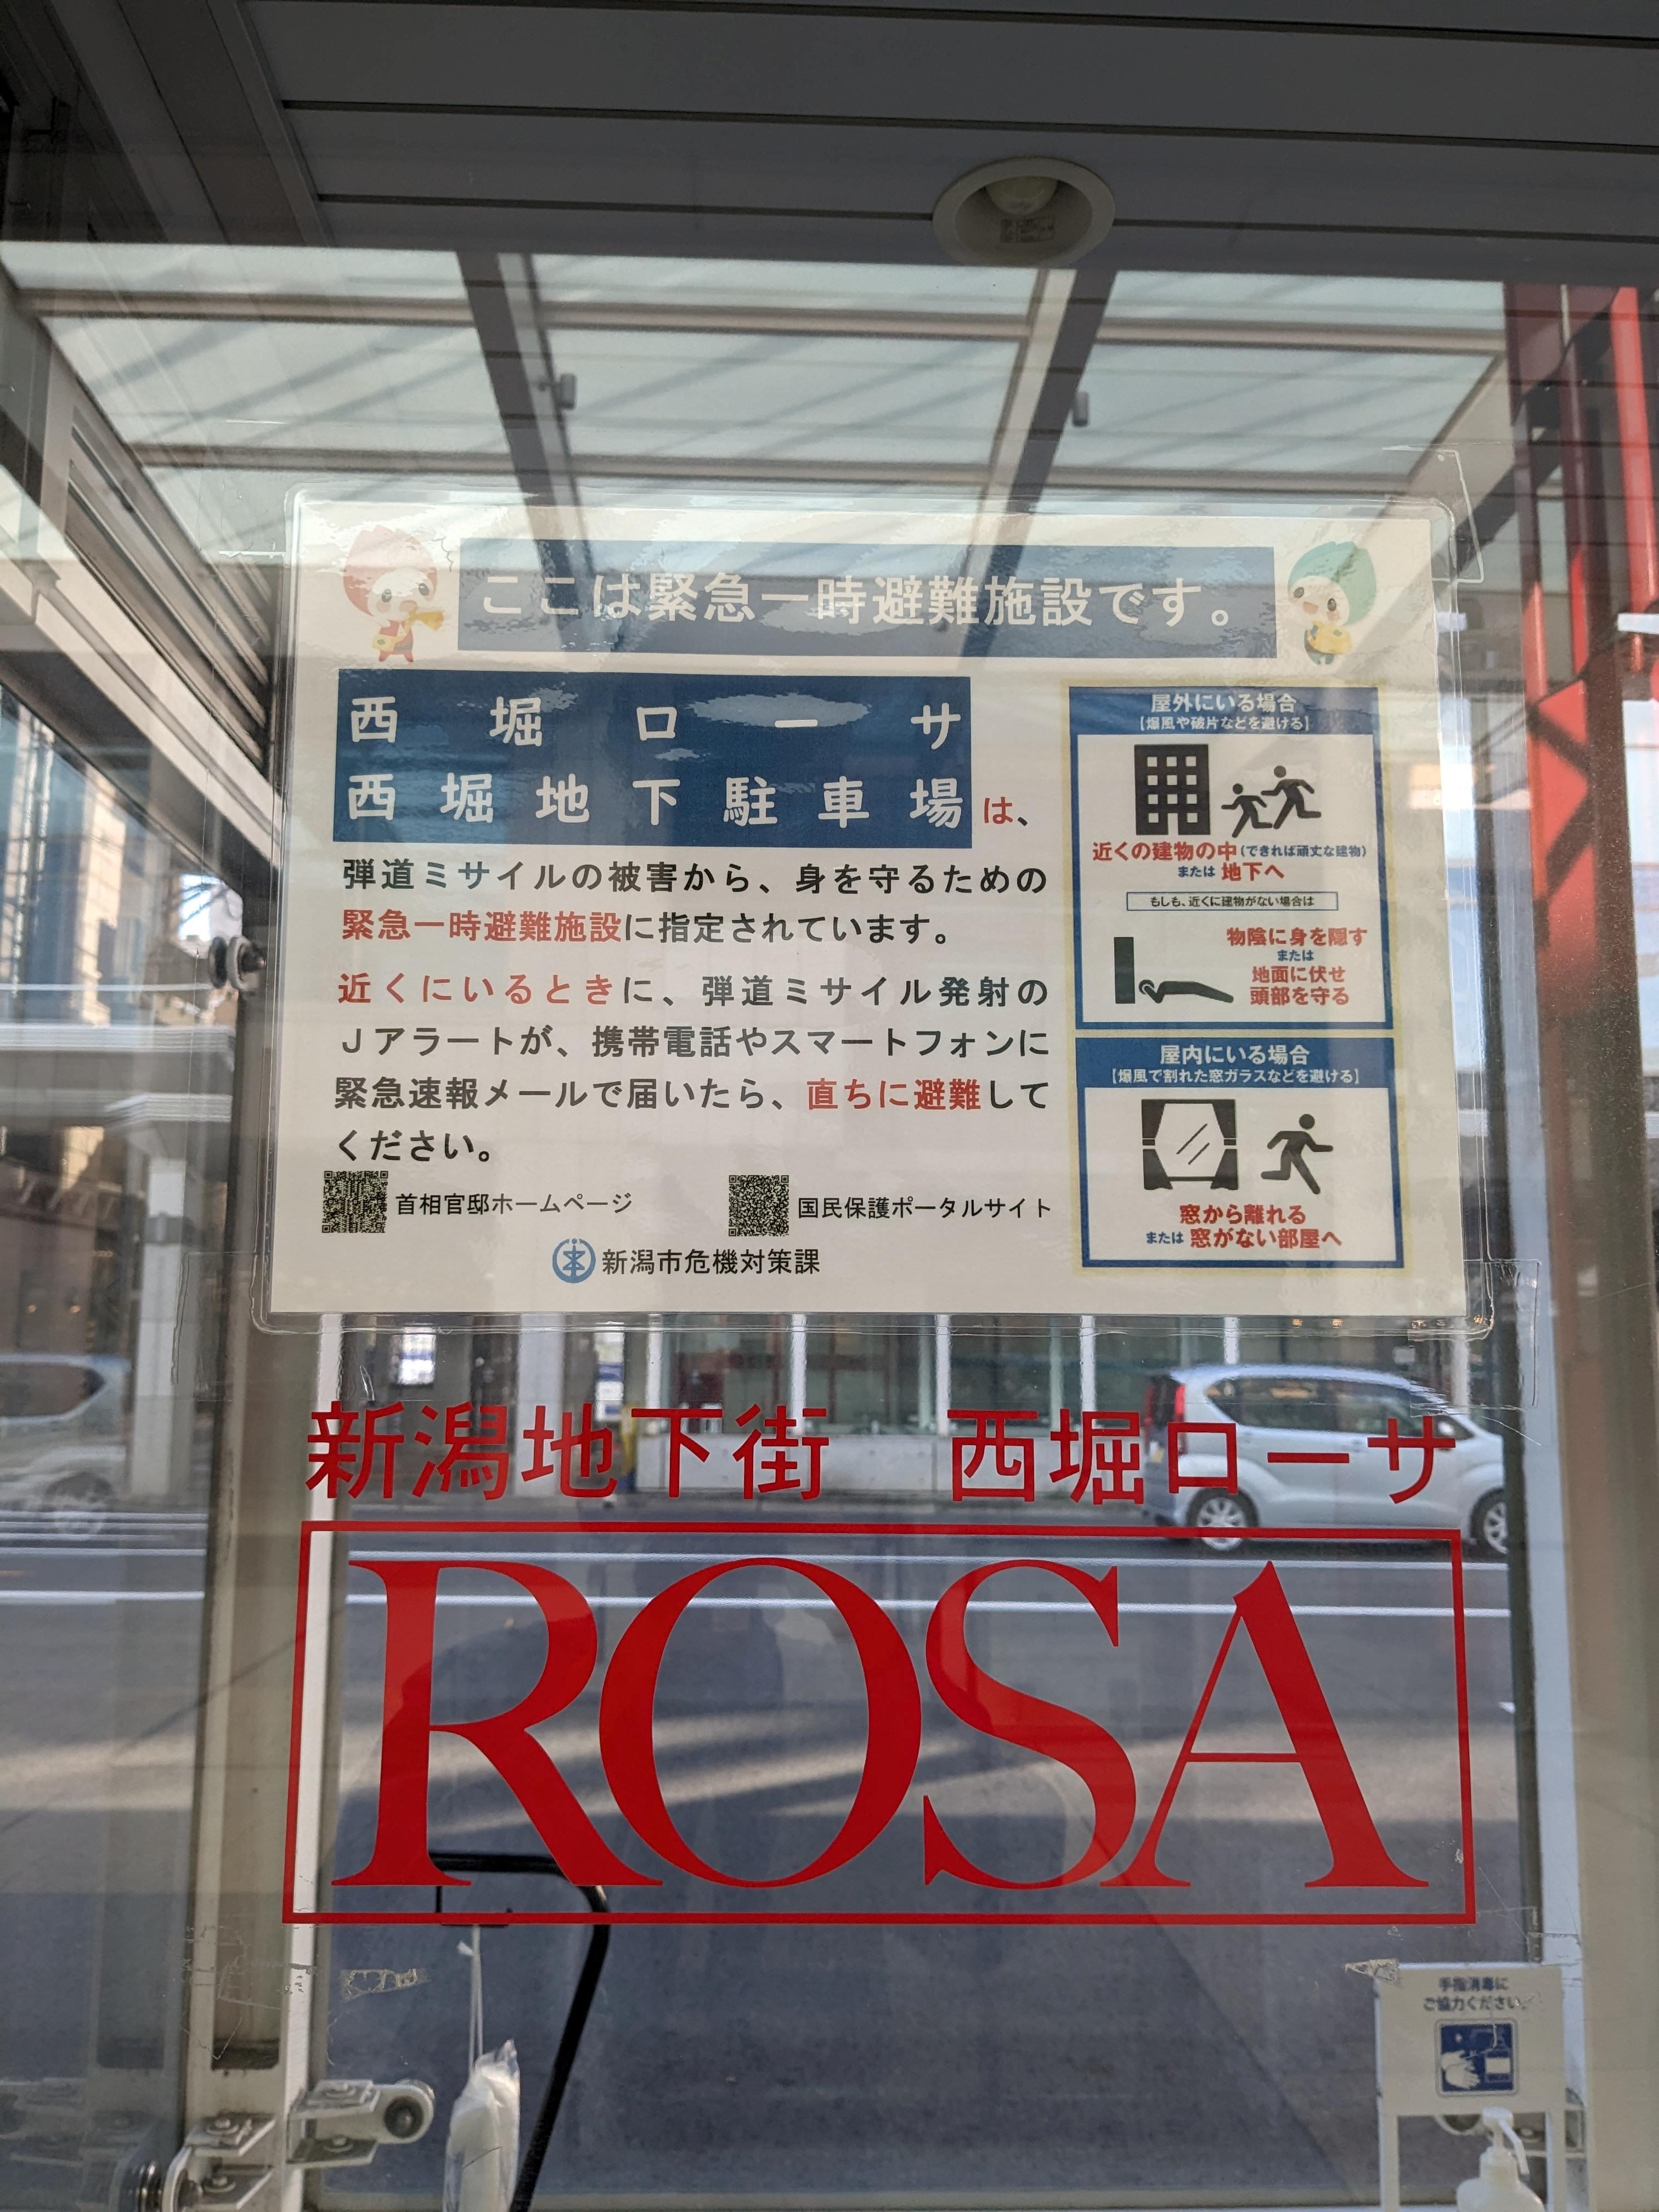 ここは緊急一時避難施設です。
西堀ローサ
西堀地下駐車場は、
弾道ミサイルの被害から、身を守るための
緊急一時避難施設に指定されています。
近くにいるときに、弾道ミサイル発射の
Jアラートが、携帯電話やスマートフォンに
緊急速報メールで届いたら、直ちに避難して
ください。
首相官邸ホームページ
国民保護ポータルサイト
新潟市危機対策課
屋外にいる場合
【爆風や破片などを避ける】
近くの建物の中(できれば頑丈な建物)
または 地下へ
もしも、近くに建物がない場合は
物陰に身を隠す
または
地面に伏せ
頭部を守る
屋内にいる場合
【爆風で割れた窓ガラスなどを避ける】
窓から離れる
または 窓がない部屋へ
新潟地下街 西堀ローサ
ROSA
手指消毒に
ご協力ください。